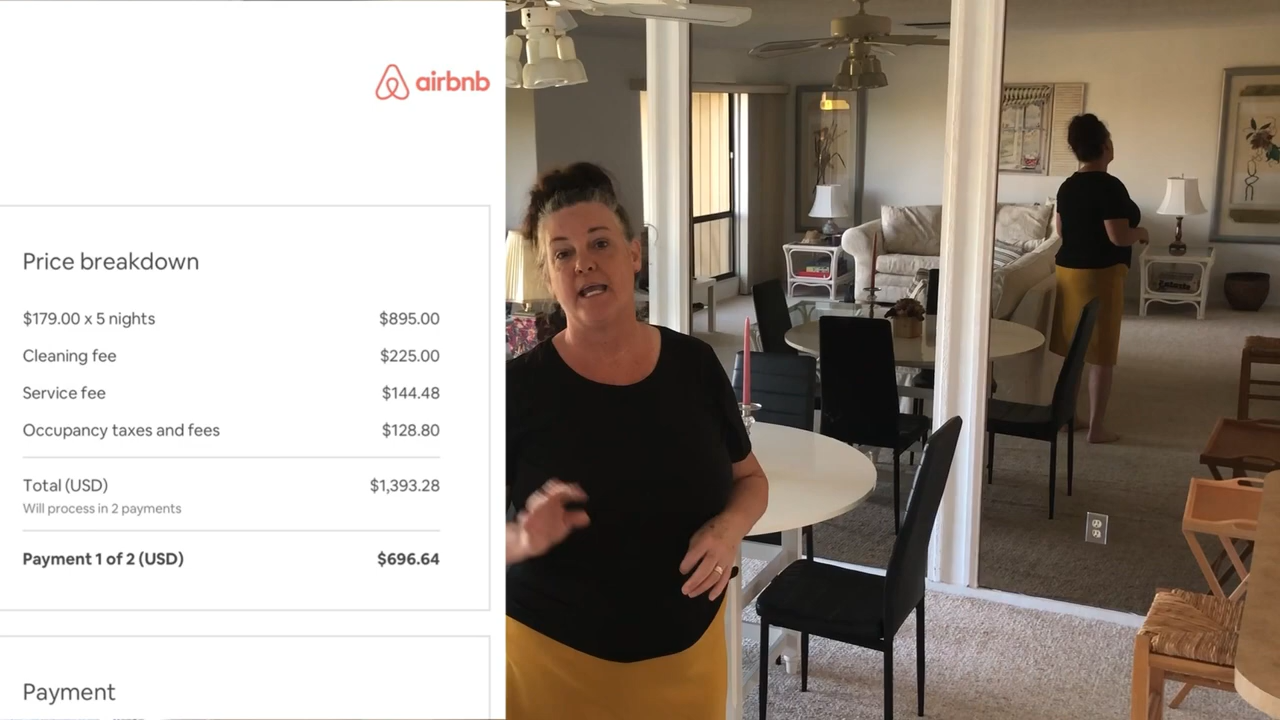 airbnb
Price breakdown
$179.00 x 5 nights $895.00
Cleaning fee $225.00
Service fee $144.48
Occupancy taxes and fees $128.80
Total (USD) $1,393.28
Will process in 2 payments
Payment 1 of 2 (USD) $696.64
Payment